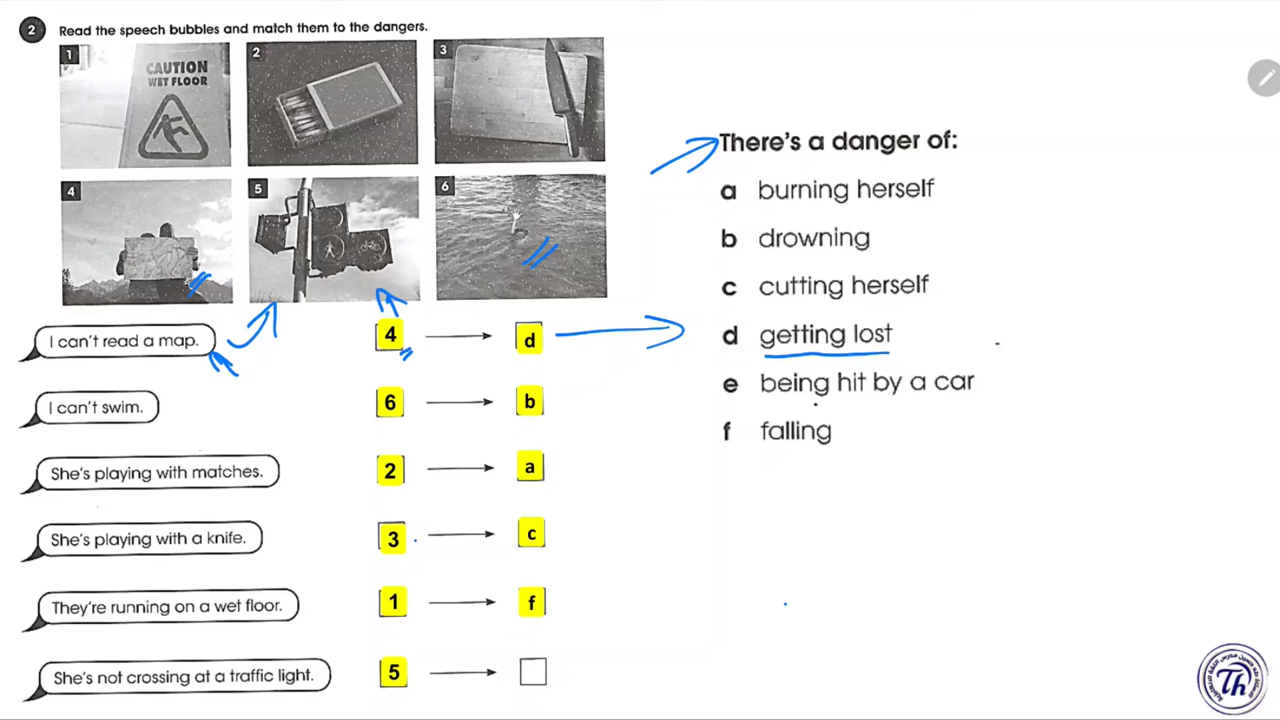 2 Read the speech bubbles and match them to the dangers.
1
CAUTION
WET FLOOR
2
3
4
5
6
There's a danger of:
a burning herself
b drowning
c cutting herself
d getting lost
e being hit by a car
f falling
I can't read a map. 4 d
I can't swim. 6 b
She's playing with matches. 2 a
She's playing with a knife. 3 c
They're running on a wet floor. 1 f
She's not crossing at a traffic light. 5
Th